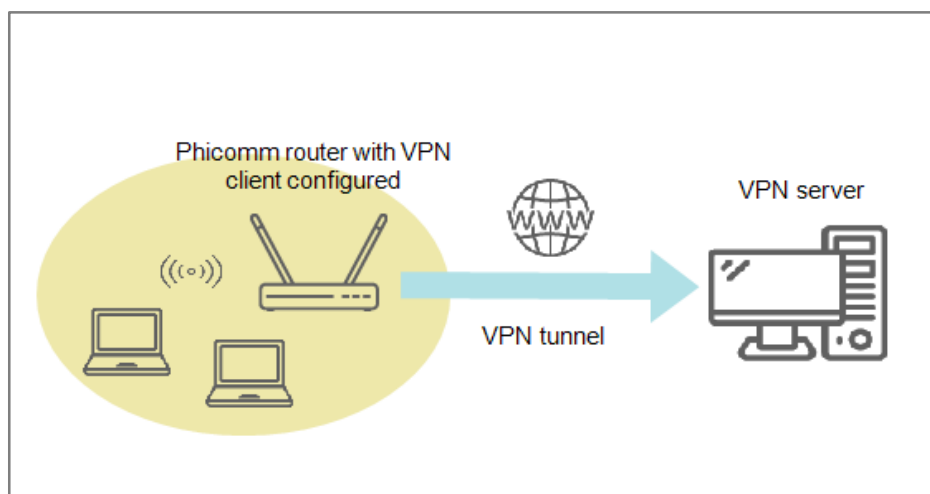 Phicomm router with VPN
client configured
WWW
VPN server
VPN tunnel